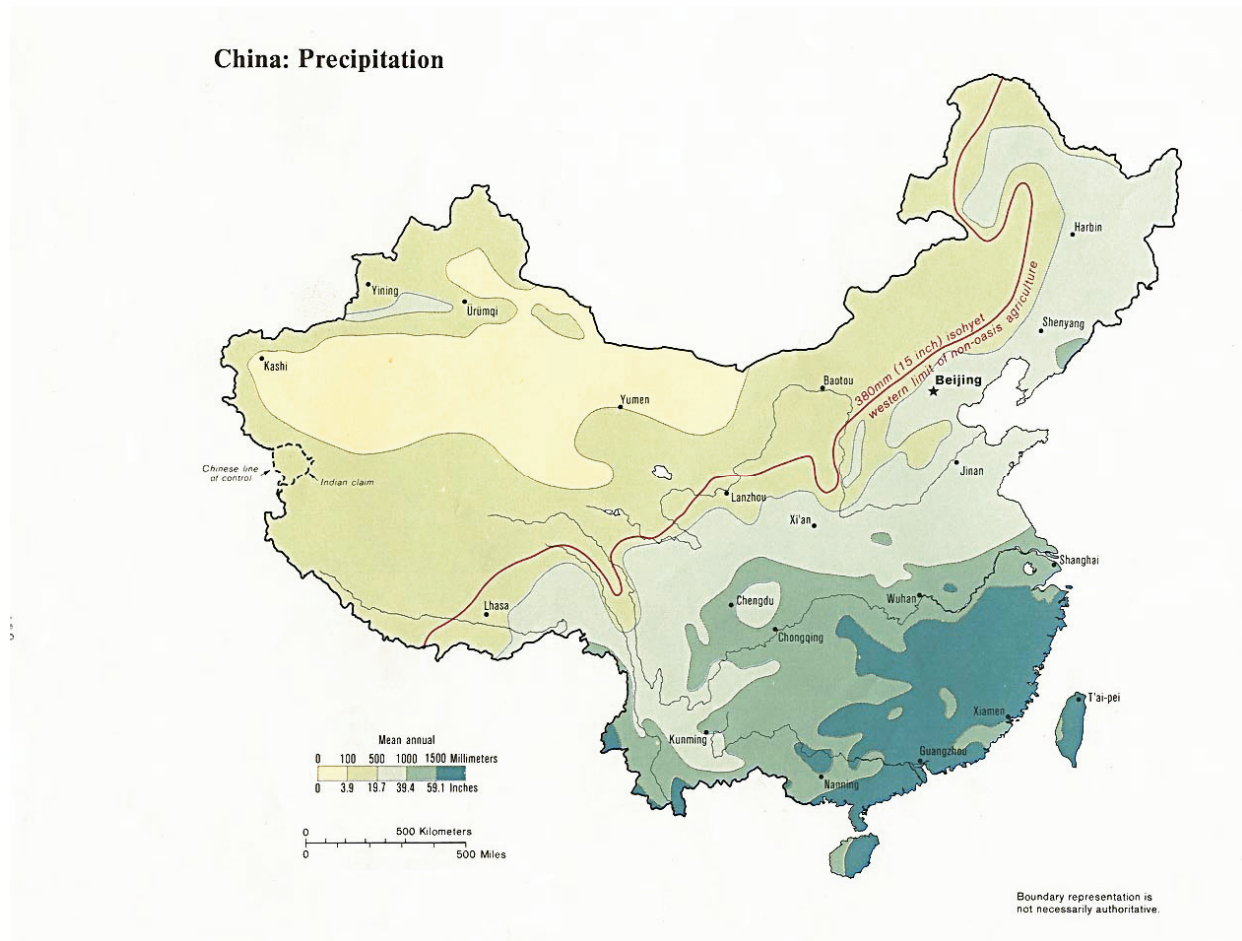 China: Precipitation
Harbin
Yining
Ürümqi
Shenyang
380mm (15 inch) isohyet
western limit of non-oasis agriculture
Kashi
Baotou
Beijing
Yumen
Chinese line
of control
Indian claim
Jinan
Lanzhou
Xi'an
Shanghai
Lhasa
Chengdu
Wuhan
Chongqing
T'ai-pei
Xiamen
Kunming
Guangzhou
Nanning
Mean annual
0 100 500 1000 1500 Millimeters
0 3.9 19.7 39.4 59.1 Inches
0 500 Kilometers
0 500 Miles
Boundary representation is
not necessarily authoritative.